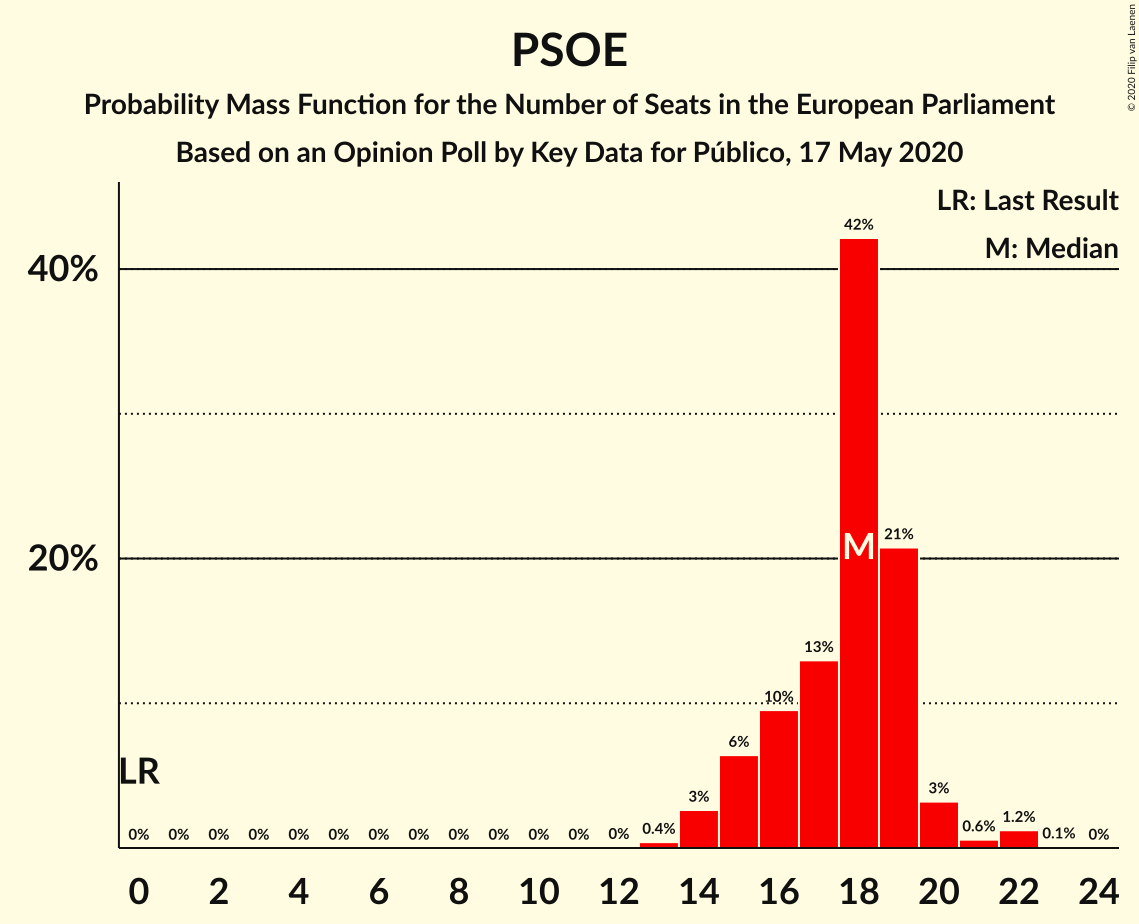 PSOE
Probability Mass Function for the Number of Seats in the European Parliament
Based on an Opinion Poll by Key Data for Público, 17 May 2020
© 2020 Filip van Laenen
LR: Last Result
M: Median
42%
40%
M
21%
20%
13%
10%
6%
LR
3%
3%
0% 0% 0% 0% 0% 0% 0% 0% 0% 0% 0% 0% 0% 0.4% 0.6% 1.2% 0.1% 0%
0 2 4 6 8 10 12 14 16 18 20 22 24